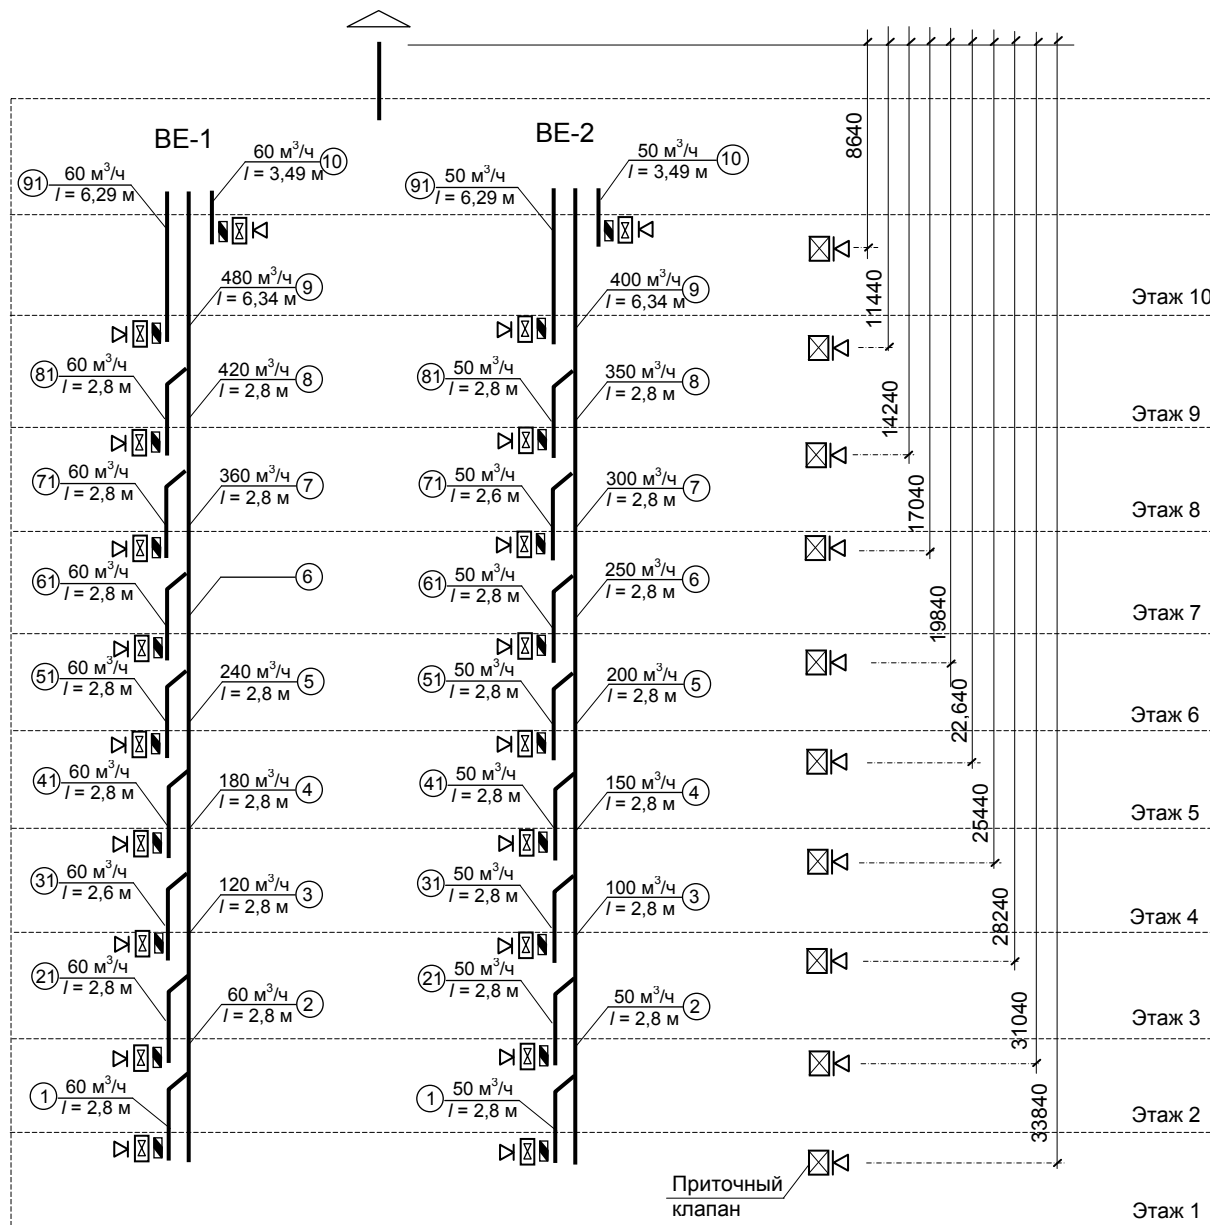 ВЕ-1
ВЕ-2
60 м³/ч
l = 3,49 м
10
50 м³/ч
l = 3,49 м
10
91
60 м³/ч
l = 6,29 м
91
50 м³/ч
l = 6,29 м
8640
480 м³/ч
l = 6,34 м
9
400 м³/ч
l = 6,34 м
9
11440
Этаж 10
81
60 м³/ч
l = 2,8 м
420 м³/ч
l = 2,8 м
8
81
50 м³/ч
l = 2,8 м
350 м³/ч
l = 2,8 м
8
14240
Этаж 9
71
60 м³/ч
l = 2,8 м
360 м³/ч
l = 2,8 м
7
71
50 м³/ч
l = 2,6 м
300 м³/ч
l = 2,8 м
7
17040
Этаж 8
61
60 м³/ч
l = 2,8 м
6
61
50 м³/ч
l = 2,8 м
250 м³/ч
l = 2,8 м
6
19840
Этаж 7
51
60 м³/ч
l = 2,8 м
240 м³/ч
l = 2,8 м
5
51
50 м³/ч
l = 2,8 м
200 м³/ч
l = 2,8 м
5
22,640
Этаж 6
41
60 м³/ч
l = 2,8 м
180 м³/ч
l = 2,8 м
4
41
50 м³/ч
l = 2,8 м
150 м³/ч
l = 2,8 м
4
25440
Этаж 5
31
60 м³/ч
l = 2,6 м
120 м³/ч
l = 2,8 м
3
31
50 м³/ч
l = 2,8 м
100 м³/ч
l = 2,8 м
3
28240
Этаж 4
21
60 м³/ч
l = 2,8 м
60 м³/ч
l = 2,8 м
2
21
50 м³/ч
l = 2,8 м
50 м³/ч
l = 2,8 м
2
31040
Этаж 3
1
60 м³/ч
l = 2,8 м
1
50 м³/ч
l = 2,8 м
33840
Этаж 2
Приточный
клапан
Этаж 1